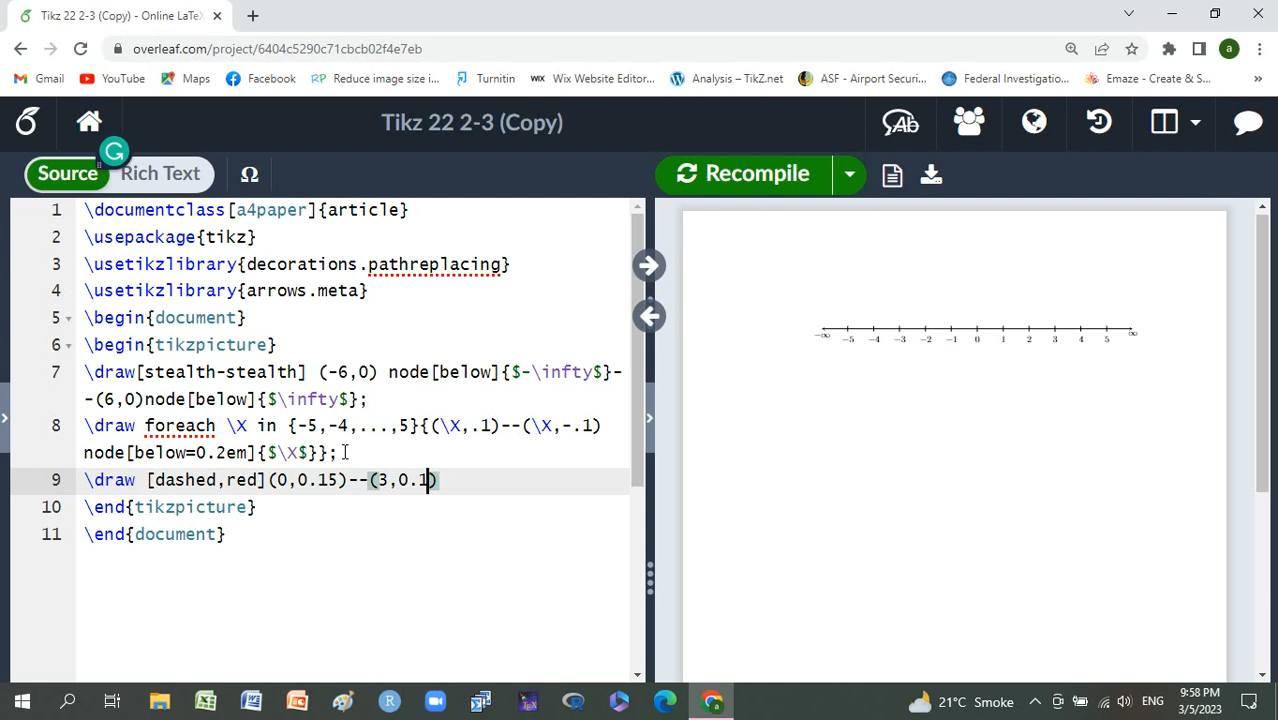 Tikz 22 2-3 (Copy) - Online LaTeX
overleaf.com/project/6404c5290c71cbcb02f4e7eb
Gmail YouTube Maps Facebook Reduce image size i... Turnitin Wix Website Editor... Analysis – TikZ.net ASF - Airport Securi... Federal Investigatio... Emaze - Create & S...
Tikz 22 2-3 (Copy)
Source Rich Text Ω Recompile
1 \documentclass[a4paper]{article}
2 \usepackage{tikz}
3 \usetikzlibrary{decorations.pathreplacing}
4 \usetikzlibrary{arrows.meta}
5 \begin{document}
6 \begin{tikzpicture}
7 \draw[stealth-stealth] (-6,0) node[below]{$-\infty$}-
-(6,0)node[below]{$\infty$};
8 \draw foreach \X in {-5,-4,...,5}{(\X,.1)--(\X,-.1)
node[below=0.2em]{$\X$}};
9 \draw [dashed,red](0,0.15)--(3,0.1)
10 \end{tikzpicture}
11 \end{document}
−∞ −5 −4 −3 −2 −1 0 1 2 3 4 5 ∞
21°C Smoke ENG 9:58 PM
3/5/2023